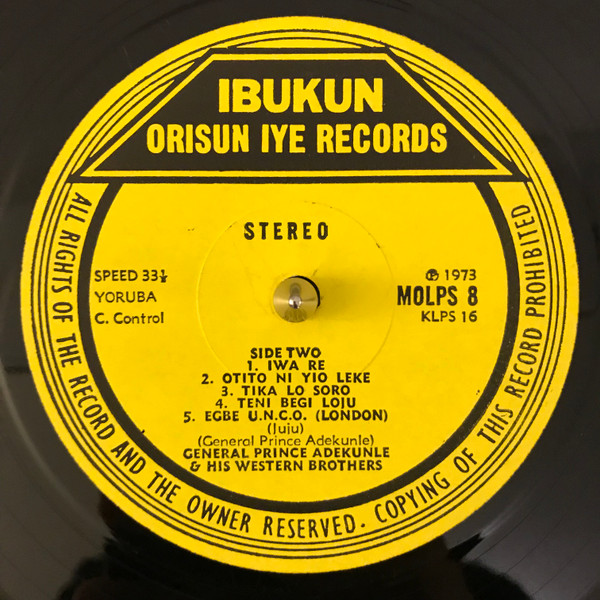 IBUKUN
ORISUN IYE RECORDS
STEREO
SPEED 33⅓
YORUBA
C. Control
℗ 1973
MOLPS 8
KLPS 16
SIDE TWO
1. IWA RE
2. OTITO NI YIO LEKE
3. TIKA LO SORO
4. TENI BEGI LOJU
5. EGBE U.N.C.O. (LONDON)
(Juju)
(General Prince Adekunle)
GENERAL PRINCE ADEKUNLE
& HIS WESTERN BROTHERS
ALL RIGHTS OF THE RECORD AND THE OWNER RESERVED. COPYING OF THIS RECORD PROHIBITED